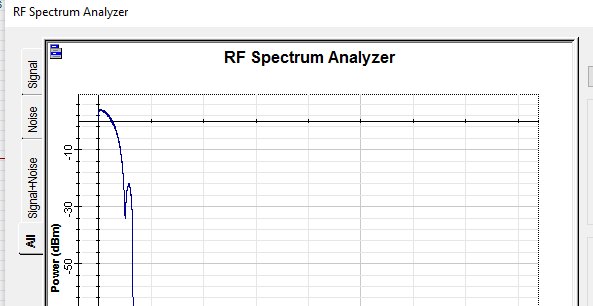 RF Spectrum Analyzer
RF Spectrum Analyzer
Signal
Noise
Signal+Noise
All
Power (dBm)
-10
-30
-50